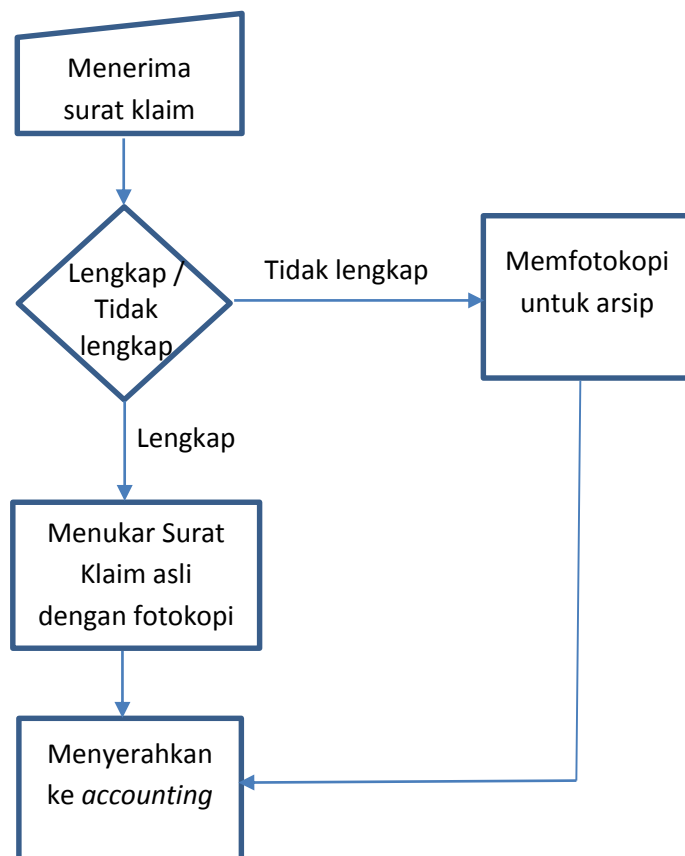 Menerima
surat klaim
Lengkap /
Tidak
lengkap
Tidak lengkap
Memfotokopi
untuk arsip
Lengkap
Menukar Surat
Klaim asli
dengan fotokopi
Menyerahkan
ke accounting